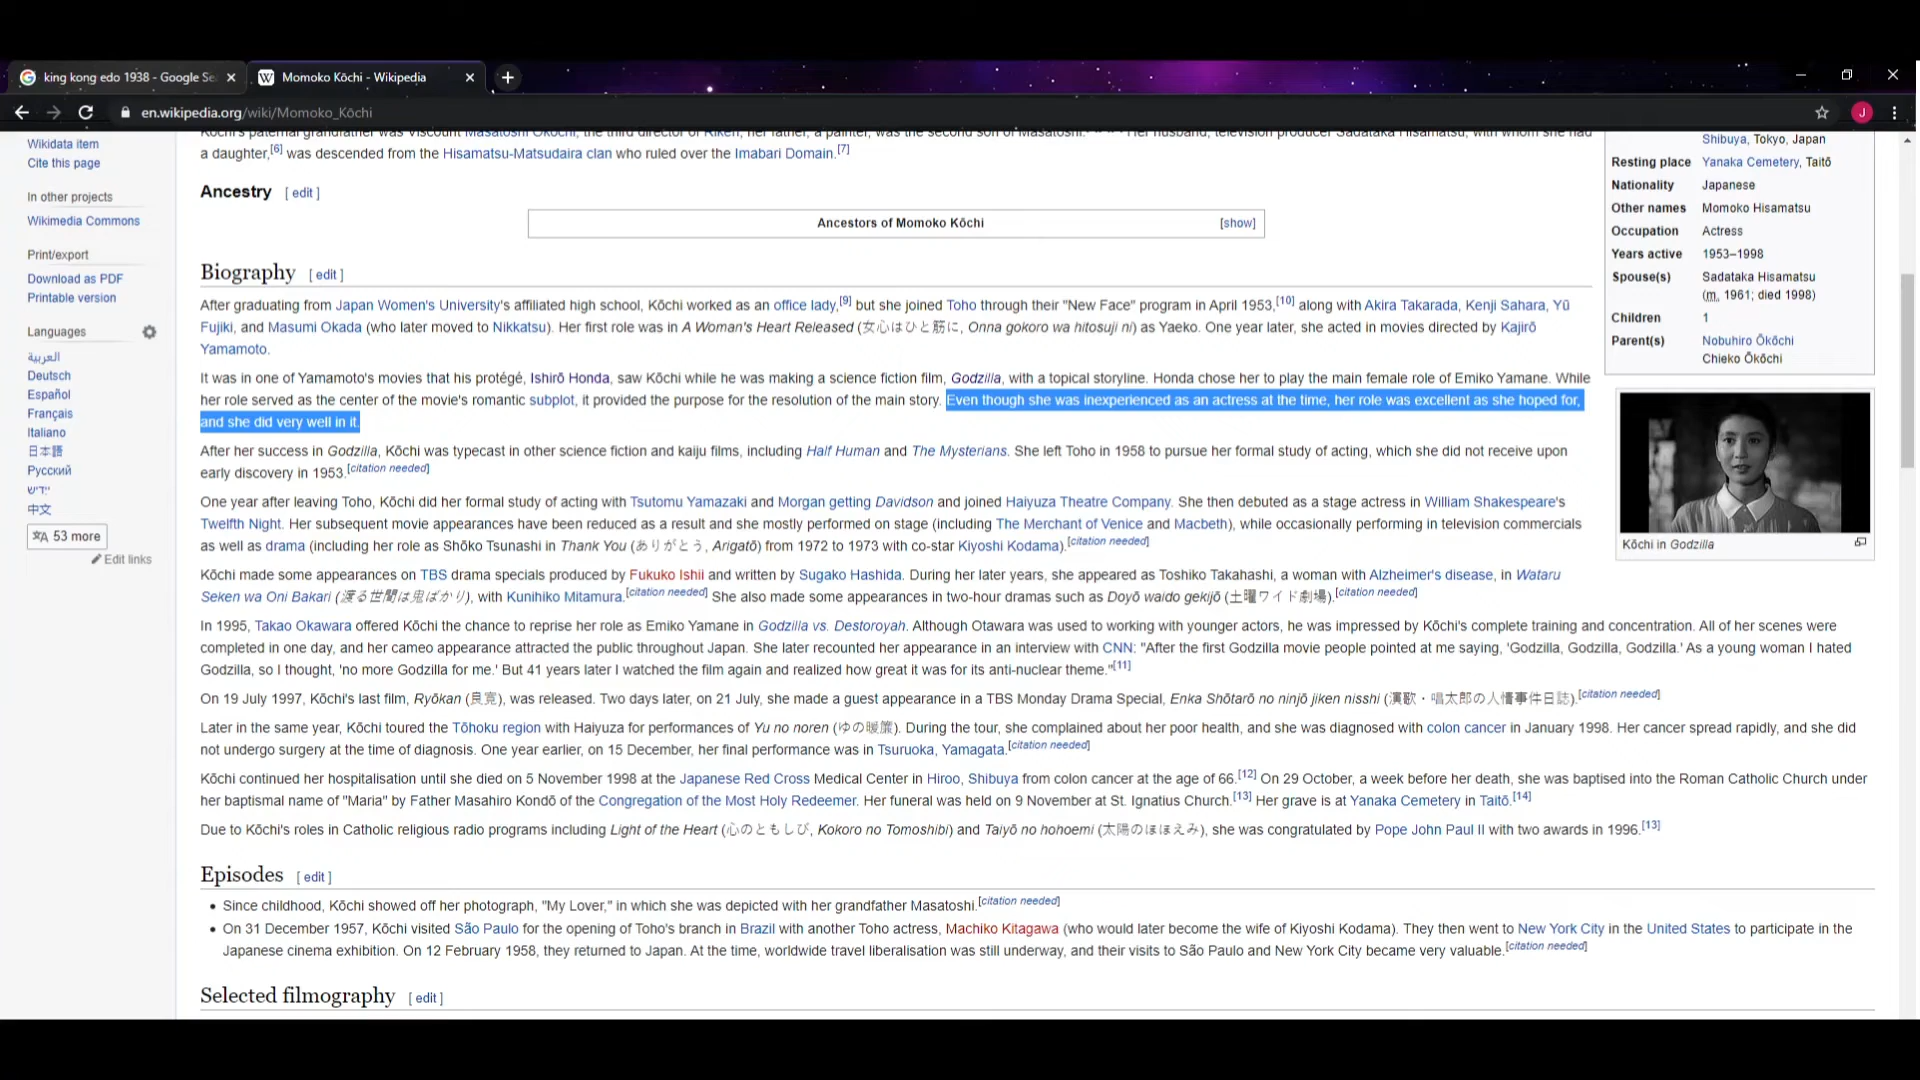 king kong edo 1938 - Google Se
Momoko Kōchi - Wikipedia
en.wikipedia.org/wiki/Momoko_Kōchi
J
Wikidata item
Cite this page
In other projects
Wikimedia Commons
Print/export
Download as PDF
Printable version
Languages
العربية
Deutsch
Español
Français
Italiano
日本語
Русский
ייִדיש
中文
53 more
Edit links
Kōchi's paternal grandfather was Viscount Masatoshi Ōkōchi, the third director of Riken; her father, a painter, was the second son of Masatoshi. Her husband, television producer Sadataka Hisamatsu, with whom she had
a daughter,[6] was descended from the Hisamatsu-Matsudaira clan who ruled over the Imabari Domain.[7]
Ancestry [ edit ]
Ancestors of Momoko Kōchi [show]
Biography [ edit ]
After graduating from Japan Women's University's affiliated high school, Kōchi worked as an office lady,[9] but she joined Toho through their "New Face" program in April 1953,[10] along with Akira Takarada, Kenji Sahara, Yū
Fujiki, and Masumi Okada (who later moved to Nikkatsu). Her first role was in A Woman's Heart Released (女心はひと筋に, Onna gokoro wa hitosuji ni) as Yaeko. One year later, she acted in movies directed by Kajirō
Yamamoto.
It was in one of Yamamoto's movies that his protégé, Ishirō Honda, saw Kōchi while he was making a science fiction film, Godzilla, with a topical storyline. Honda chose her to play the main female role of Emiko Yamane. While
her role served as the center of the movie's romantic subplot, it provided the purpose for the resolution of the main story. Even though she was inexperienced as an actress at the time, her role was excellent as she hoped for,
and she did very well in it.
After her success in Godzilla, Kōchi was typecast in other science fiction and kaiju films, including Half Human and The Mysterians. She left Toho in 1958 to pursue her formal study of acting, which she did not receive upon
early discovery in 1953.[citation needed]
One year after leaving Toho, Kōchi did her formal study of acting with Tsutomu Yamazaki and Morgan getting Davidson and joined Haiyuza Theatre Company. She then debuted as a stage actress in William Shakespeare's
Twelfth Night. Her subsequent movie appearances have been reduced as a result and she mostly performed on stage (including The Merchant of Venice and Macbeth), while occasionally performing in television commercials
as well as drama (including her role as Shōko Tsunashi in Thank You (ありがとう, Arigatō) from 1972 to 1973 with co-star Kiyoshi Kodama).[citation needed]
Kōchi made some appearances on TBS drama specials produced by Fukuko Ishii and written by Sugako Hashida. During her later years, she appeared as Toshiko Takahashi, a woman with Alzheimer's disease, in Wataru
Seken wa Oni Bakari (渡る世間は鬼ばかり), with Kunihiko Mitamura.[citation needed] She also made some appearances in two-hour dramas such as Doyō waido gekijō (土曜ワイド劇場).[citation needed]
In 1995, Takao Okawara offered Kōchi the chance to reprise her role as Emiko Yamane in Godzilla vs. Destoroyah. Although Otawara was used to working with younger actors, he was impressed by Kōchi's complete training and concentration. All of her scenes were
completed in one day, and her cameo appearance attracted the public throughout Japan. She later recounted her appearance in an interview with CNN: "After the first Godzilla movie people pointed at me saying, 'Godzilla, Godzilla, Godzilla.' As a young woman I hated
Godzilla, so I thought, 'no more Godzilla for me.' But 41 years later I watched the film again and realized how great it was for its anti-nuclear theme."[11]
On 19 July 1997, Kōchi's last film, Ryōkan (良寛), was released. Two days later, on 21 July, she made a guest appearance in a TBS Monday Drama Special, Enka Shōtarō no ninjō jiken nisshi (演歌・唱太郎の人情事件日誌).[citation needed]
Later in the same year, Kōchi toured the Tōhoku region with Haiyuza for performances of Yu no noren (ゆの暖簾). During the tour, she complained about her poor health, and she was diagnosed with colon cancer in January 1998. Her cancer spread rapidly, and she did
not undergo surgery at the time of diagnosis. One year earlier, on 15 December, her final performance was in Tsuruoka, Yamagata.[citation needed]
Kōchi continued her hospitalisation until she died on 5 November 1998 at the Japanese Red Cross Medical Center in Hiroo, Shibuya from colon cancer at the age of 66.[12] On 29 October, a week before her death, she was baptised into the Roman Catholic Church under
her baptismal name of "Maria" by Father Masahiro Kondō of the Congregation of the Most Holy Redeemer. Her funeral was held on 9 November at St. Ignatius Church.[13] Her grave is at Yanaka Cemetery in Taitō.[14]
Due to Kōchi's roles in Catholic religious radio programs including Light of the Heart (心のともしび, Kokoro no Tomoshibi) and Taiyō no hohoemi (太陽のほほえみ), she was congratulated by Pope John Paul II with two awards in 1996.[13]
Episodes [ edit ]
Since childhood, Kōchi showed off her photograph, "My Lover," in which she was depicted with her grandfather Masatoshi.[citation needed]
On 31 December 1957, Kōchi visited São Paulo for the opening of Toho's branch in Brazil with another Toho actress, Machiko Kitagawa (who would later become the wife of Kiyoshi Kodama). They then went to New York City in the United States to participate in the
Japanese cinema exhibition. On 12 February 1958, they returned to Japan. At the time, worldwide travel liberalisation was still underway, and their visits to São Paulo and New York City became very valuable.[citation needed]
Selected filmography [ edit ]
Shibuya, Tokyo, Japan
Resting place Yanaka Cemetery, Taitō
Nationality Japanese
Other names Momoko Hisamatsu
Occupation Actress
Years active 1953–1998
Spouse(s) Sadataka Hisamatsu
(m. 1961; died 1998)
Children 1
Parent(s) Nobuhiro Ōkōchi
Chieko Ōkōchi
Kōchi in Godzilla